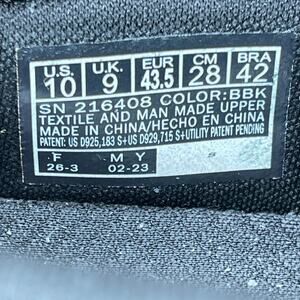 U.S. U.K. EUR CM BRA
10 9 43.5 28 42
SN 216408 COLOR:BBK
TEXTILE AND MAN MADE UPPER
MADE IN CHINA/HECHO EN CHINA
PATENT: US D925,183 S+US D929,715 S+UTILITY PATENT PENDING
F M Y
26-3 02-23